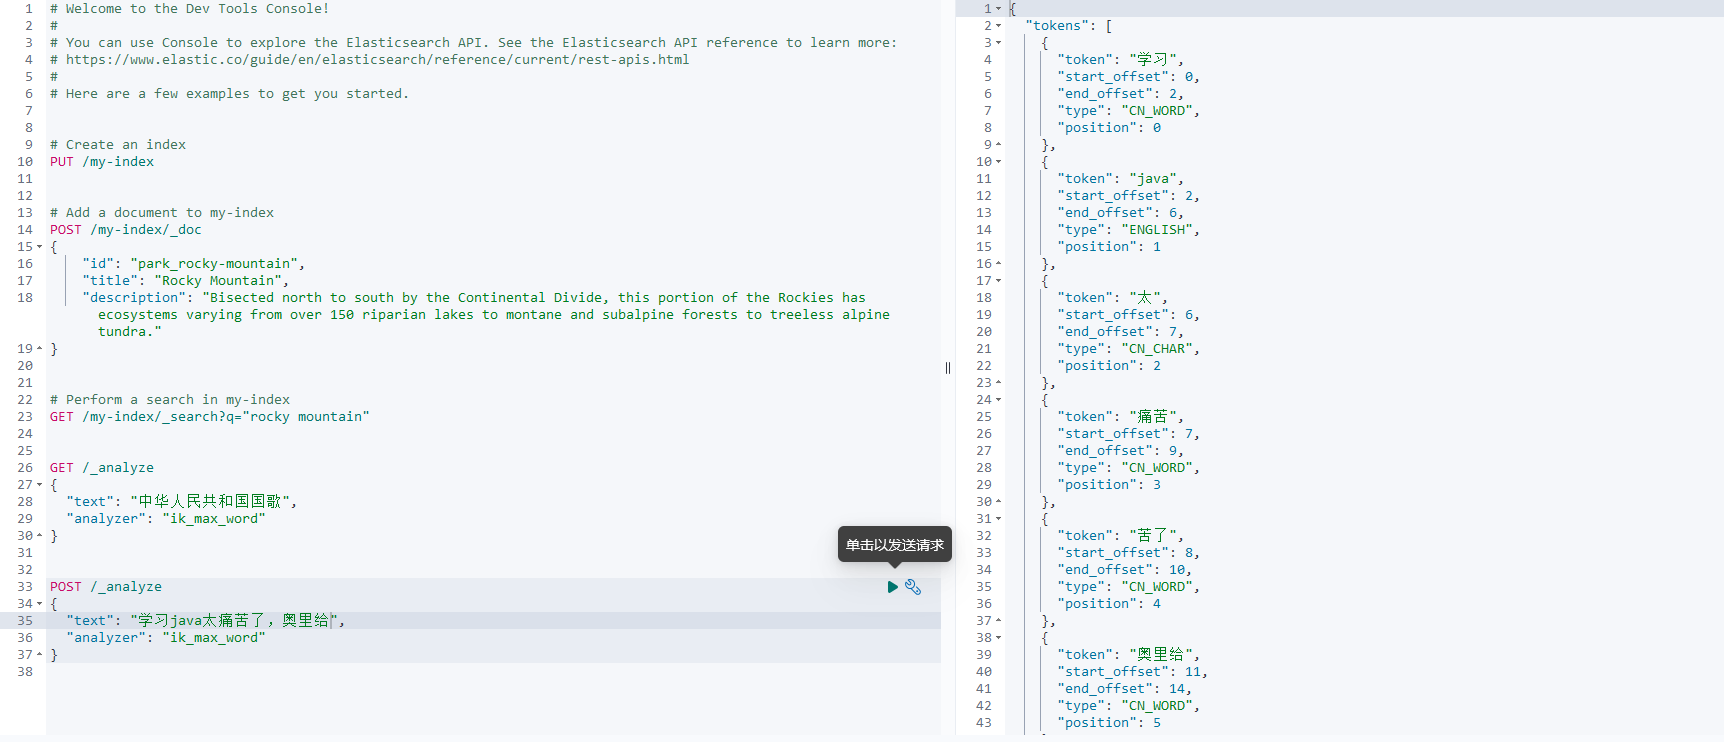 1 # Welcome to the Dev Tools Console!
2 #
3 # You can use Console to explore the Elasticsearch API. See the Elasticsearch API reference to learn more:
4 # https://www.elastic.co/guide/en/elasticsearch/reference/current/rest-apis.html
5 #
6 # Here are a few examples to get you started.
7
8
9 # Create an index
10 PUT /my-index
11
12
13 # Add a document to my-index
14 POST /my-index/_doc
15 {
16 "id": "park_rocky-mountain",
17 "title": "Rocky Mountain",
18 "description": "Bisected north to south by the Continental Divide, this portion of the Rockies has
ecosystems varying from over 150 riparian lakes to montane and subalpine forests to treeless alpine
tundra."
19 }
20
21
22 # Perform a search in my-index
23 GET /my-index/_search?q="rocky mountain"
24
25
26 GET /_analyze
27 {
28 "text": "中华人民共和国国歌",
29 "analyzer": "ik_max_word"
30 }
31
32
单击以发送请求
33 POST /_analyze
34 {
35 "text": "学习java太痛苦了，奥里给",
36 "analyzer": "ik_max_word"
37 }
38
1 {
2 "tokens": [
3 {
4 "token": "学习",
5 "start_offset": 0,
6 "end_offset": 2,
7 "type": "CN_WORD",
8 "position": 0
9 },
10 {
11 "token": "java",
12 "start_offset": 2,
13 "end_offset": 6,
14 "type": "ENGLISH",
15 "position": 1
16 },
17 {
18 "token": "太",
19 "start_offset": 6,
20 "end_offset": 7,
21 "type": "CN_CHAR",
22 "position": 2
23 },
24 {
25 "token": "痛苦",
26 "start_offset": 7,
27 "end_offset": 9,
28 "type": "CN_WORD",
29 "position": 3
30 },
31 {
32 "token": "苦了",
33 "start_offset": 8,
34 "end_offset": 10,
35 "type": "CN_WORD",
36 "position": 4
37 },
38 {
39 "token": "奥里给",
40 "start_offset": 11,
41 "end_offset": 14,
42 "type": "CN_WORD",
43 "position": 5